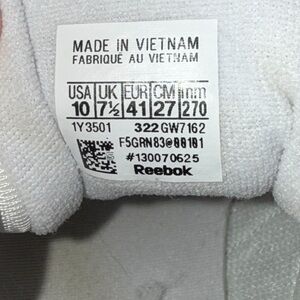 MADE IN VIETNAM
FABRIQUÉ AU VIETNAM
USA UK EUR CM mm
10 7½ 41 27 270
1Y3501 322 GW7162
F5GRN83@00101
#130070625
Reebok